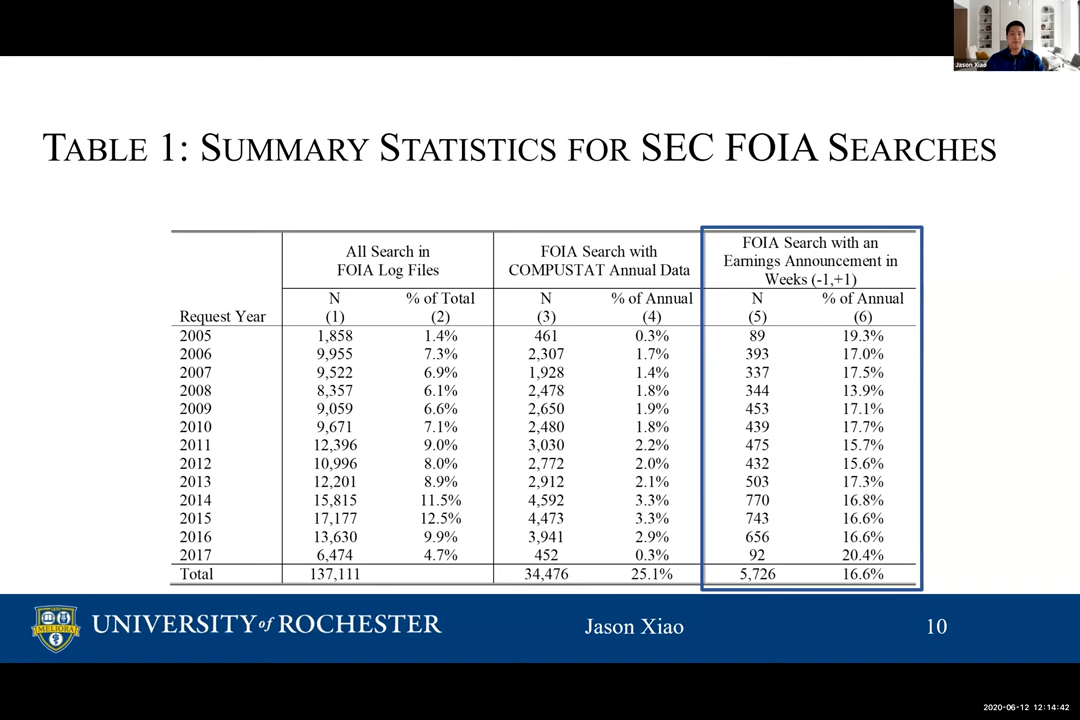 Jason Xiao
TABLE 1: SUMMARY STATISTICS FOR SEC FOIA SEARCHES
All Search in FOIA Log Files
FOIA Search with COMPUSTAT Annual Data
FOIA Search with an Earnings Announcement in Weeks (-1,+1)
Request Year N (1) % of Total (2) N (3) % of Annual (4) N (5) % of Annual (6)
2005 1,858 1.4% 461 0.3% 89 19.3%
2006 9,955 7.3% 2,307 1.7% 393 17.0%
2007 9,522 6.9% 1,928 1.4% 337 17.5%
2008 8,357 6.1% 2,478 1.8% 344 13.9%
2009 9,059 6.6% 2,650 1.9% 453 17.1%
2010 9,671 7.1% 2,480 1.8% 439 17.7%
2011 12,396 9.0% 3,030 2.2% 475 15.7%
2012 10,996 8.0% 2,772 2.0% 432 15.6%
2013 12,201 8.9% 2,912 2.1% 503 17.3%
2014 15,815 11.5% 4,592 3.3% 770 16.8%
2015 17,177 12.5% 4,473 3.3% 743 16.6%
2016 13,630 9.9% 3,941 2.9% 656 16.6%
2017 6,474 4.7% 452 0.3% 92 20.4%
Total 137,111 34,476 25.1% 5,726 16.6%
MELIORA
UNIVERSITY of ROCHESTER
Jason Xiao
10
2020-06-12 12:14:42